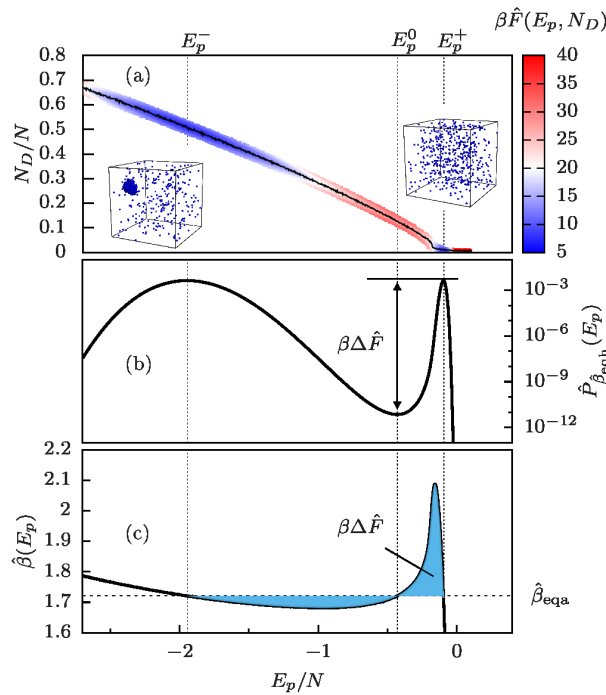 E_p^- E_p^0 E_p^+ βF̂(E_p, N_D)
(a)
N_D/N
0.8
0.7
0.6
0.5
0.4
0.3
0.2
0.1
0
40
35
30
25
20
15
10
5
(b)
βΔF̂
10^{-3}
10^{-6}
10^{-9}
10^{-12}
P̂_{β̂_eqh}(E_p)
(c)
βΔF̂
β̂(E_p)
2.2
2.1
2
1.9
1.8
1.7
1.6
β̂_eqa
−2 −1 0
E_p/N